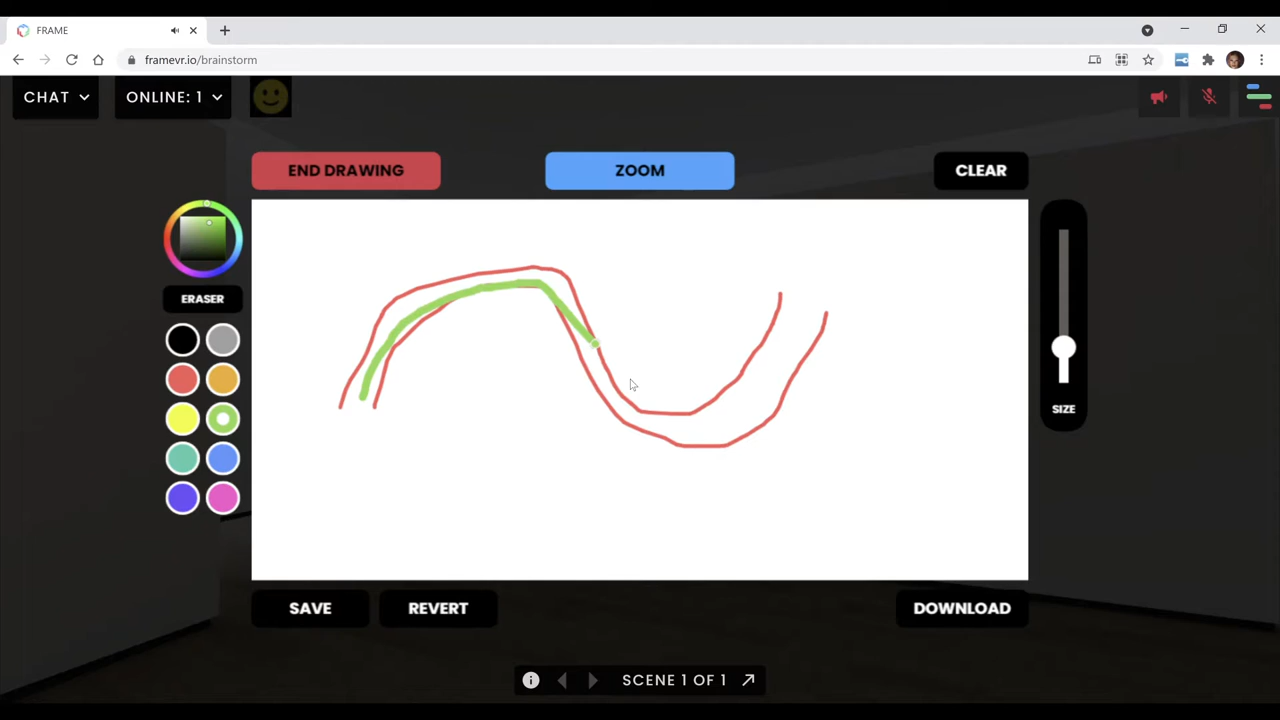 FRAME
framevr.io/brainstorm
CHAT
ONLINE: 1
END DRAWING
ZOOM
CLEAR
ERASER
SIZE
SAVE
REVERT
DOWNLOAD
SCENE 1 OF 1